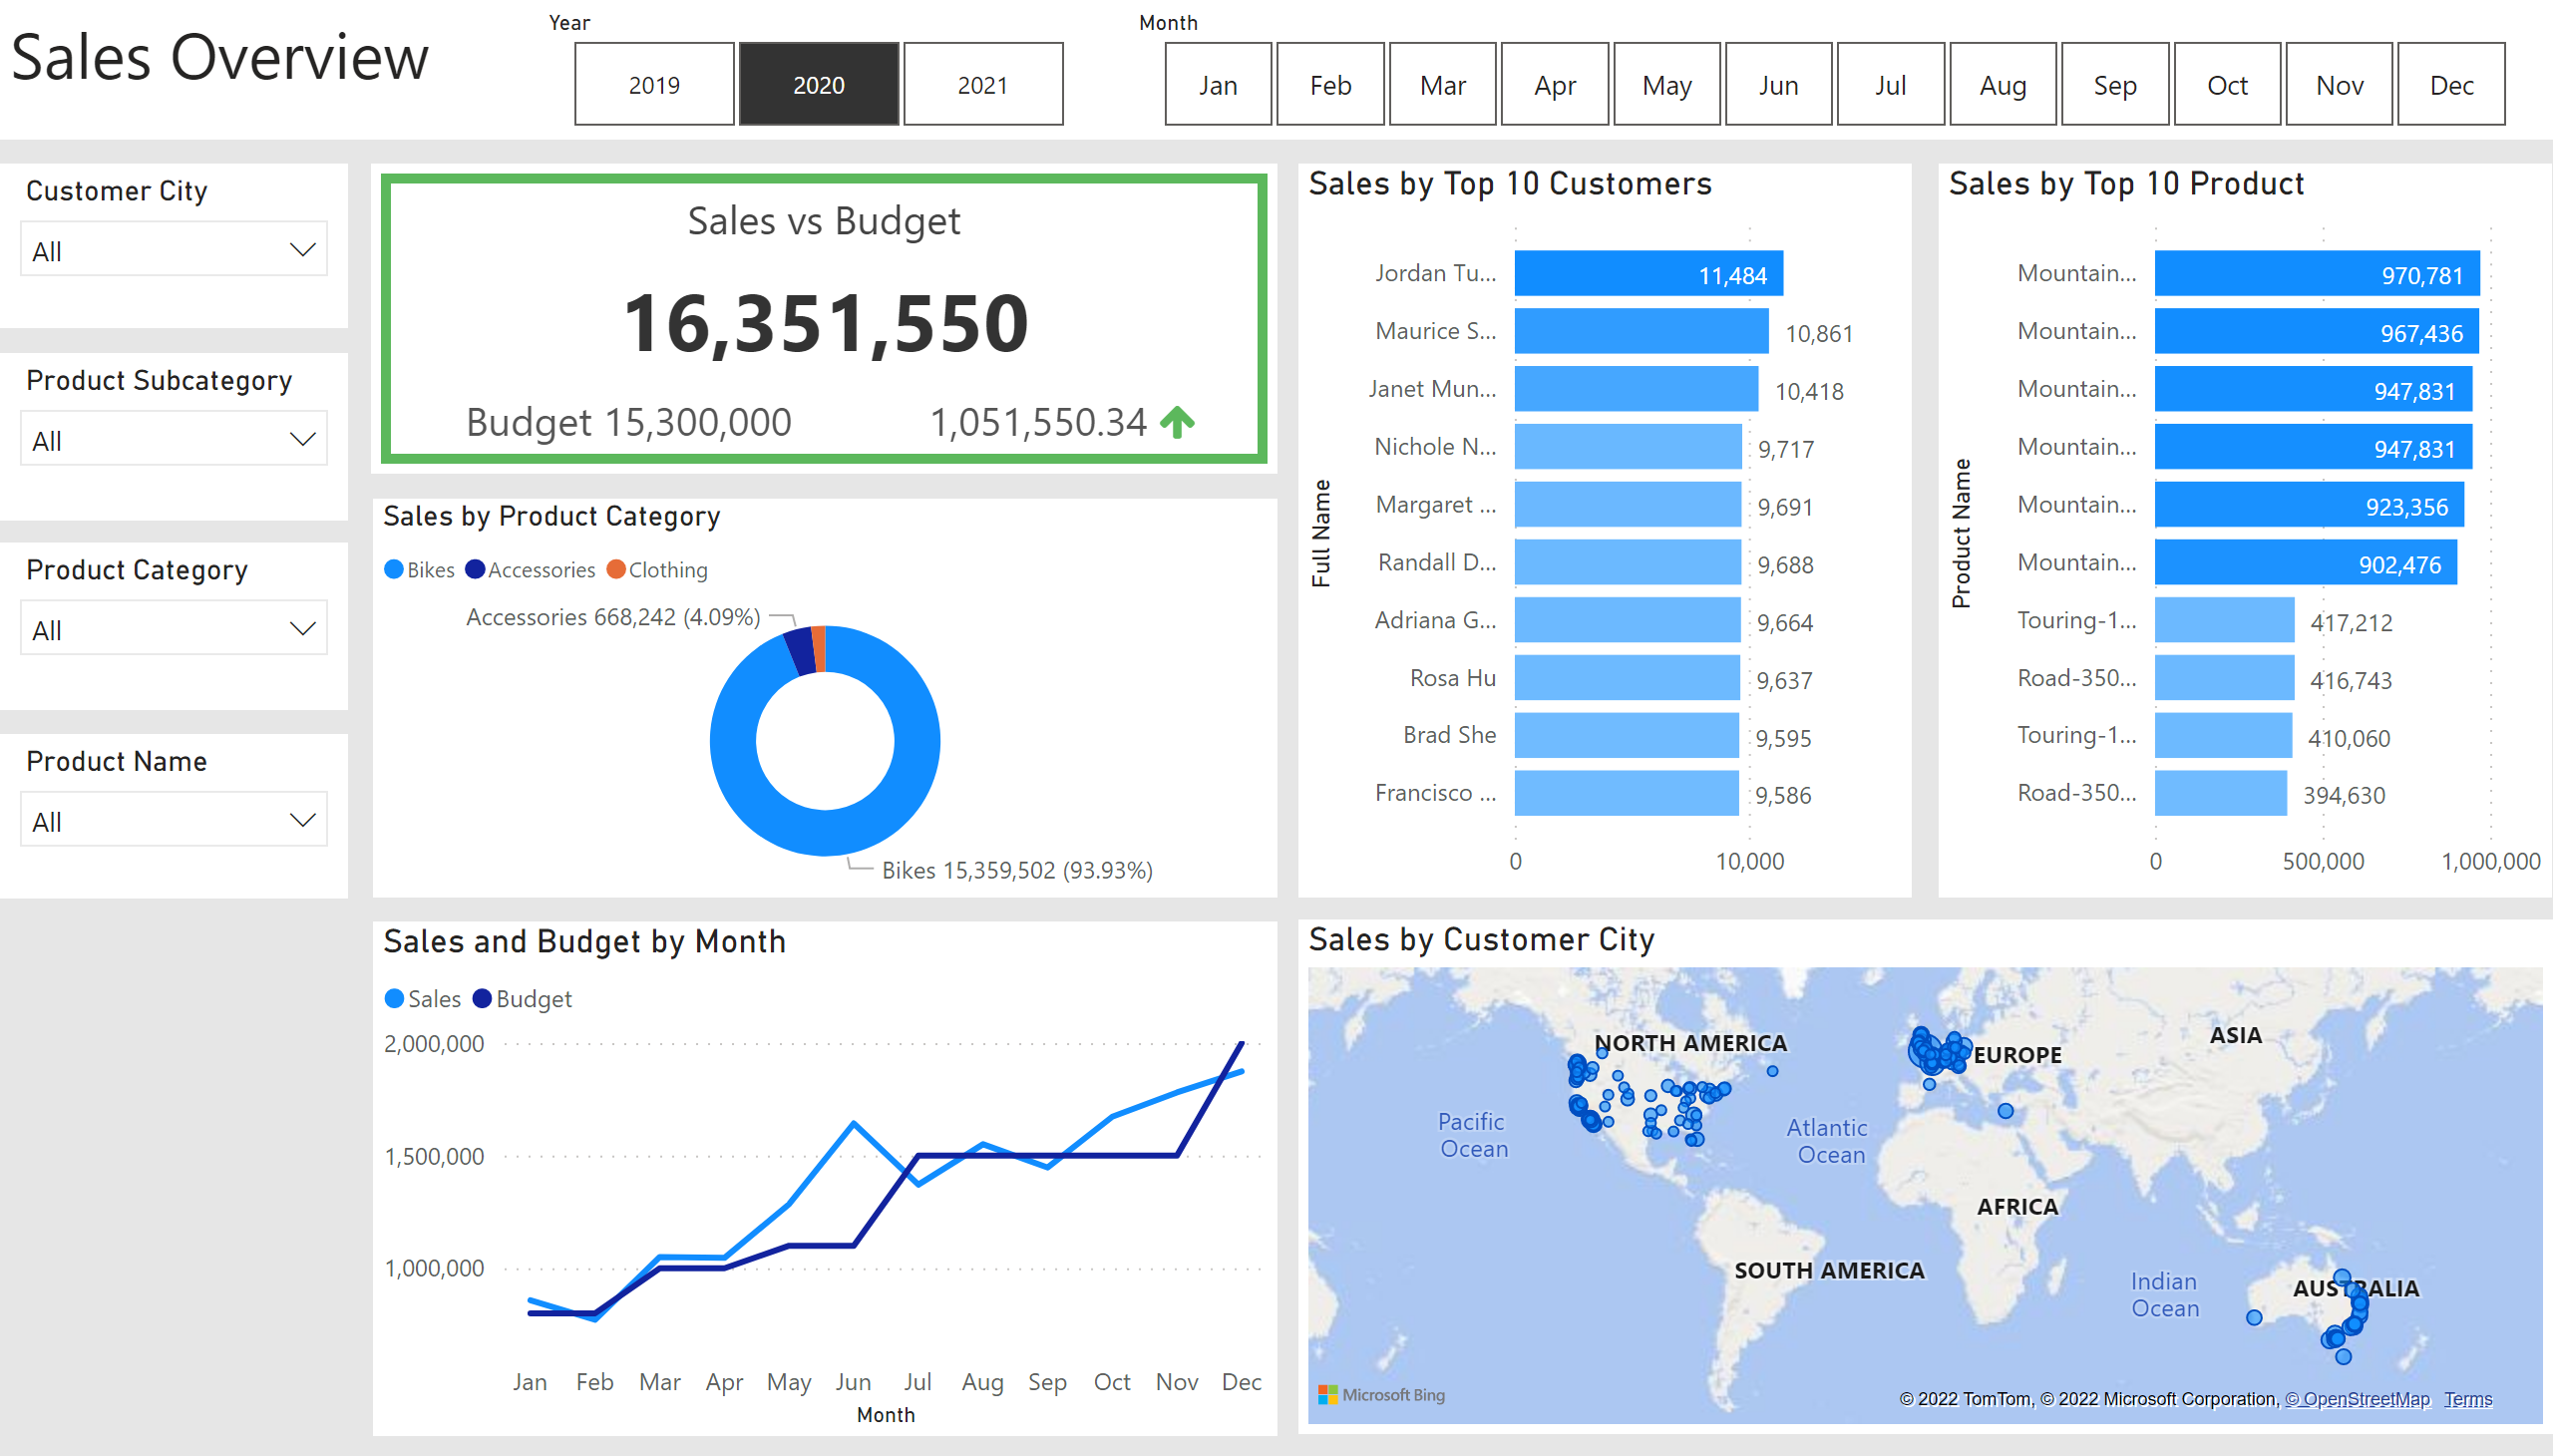 Sales Overview
Year
2019
2020
2021
Month
Jan
Feb
Mar
Apr
May
Jun
Jul
Aug
Sep
Oct
Nov
Dec
Customer City
All
Product Subcategory
All
Product Category
All
Product Name
All
Sales vs Budget
16,351,550
Budget 15,300,000
1,051,550.34
Sales by Product Category
Bikes
Accessories
Clothing
Accessories 668,242 (4.09%)
Bikes 15,359,502 (93.93%)
Sales by Top 10 Customers
Full Name
Jordan Tu... 11,484
Maurice S... 10,861
Janet Mun... 10,418
Nichole N... 9,717
Margaret ... 9,691
Randall D... 9,688
Adriana G... 9,664
Rosa Hu 9,637
Brad She 9,595
Francisco ... 9,586
0 10,000
Sales by Top 10 Product
Product Name
Mountain... 970,781
Mountain... 967,436
Mountain... 947,831
Mountain... 947,831
Mountain... 923,356
Mountain... 902,476
Touring-1... 417,212
Road-350... 416,743
Touring-1... 410,060
Road-350... 394,630
0 500,000 1,000,000
Sales and Budget by Month
Sales
Budget
2,000,000
1,500,000
1,000,000
Jan Feb Mar Apr May Jun Jul Aug Sep Oct Nov Dec
Month
Sales by Customer City
NORTH AMERICA
EUROPE
ASIA
Pacific
Ocean
Atlantic
Ocean
AFRICA
SOUTH AMERICA
Indian
Ocean
AUSTRALIA
Microsoft Bing
© 2022 TomTom, © 2022 Microsoft Corporation, © OpenStreetMap Terms